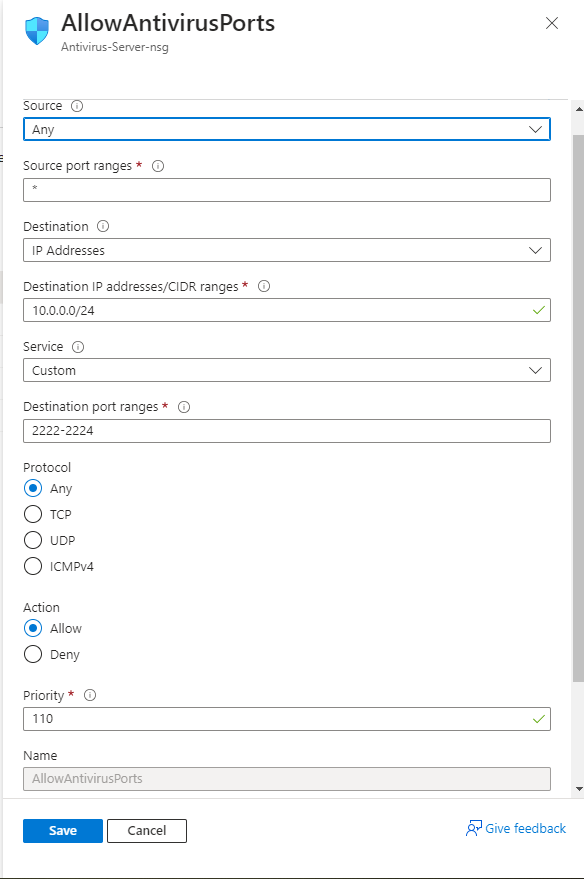 AllowAntivirusPorts
Antivirus-Server-nsg
Source
Any
Source port ranges *
*
Destination
IP Addresses
Destination IP addresses/CIDR ranges *
10.0.0.0/24
Service
Custom
Destination port ranges *
2222-2224
Protocol
Any
TCP
UDP
ICMPv4
Action
Allow
Deny
Priority *
110
Name
AllowAntivirusPorts
Save Cancel Give feedback